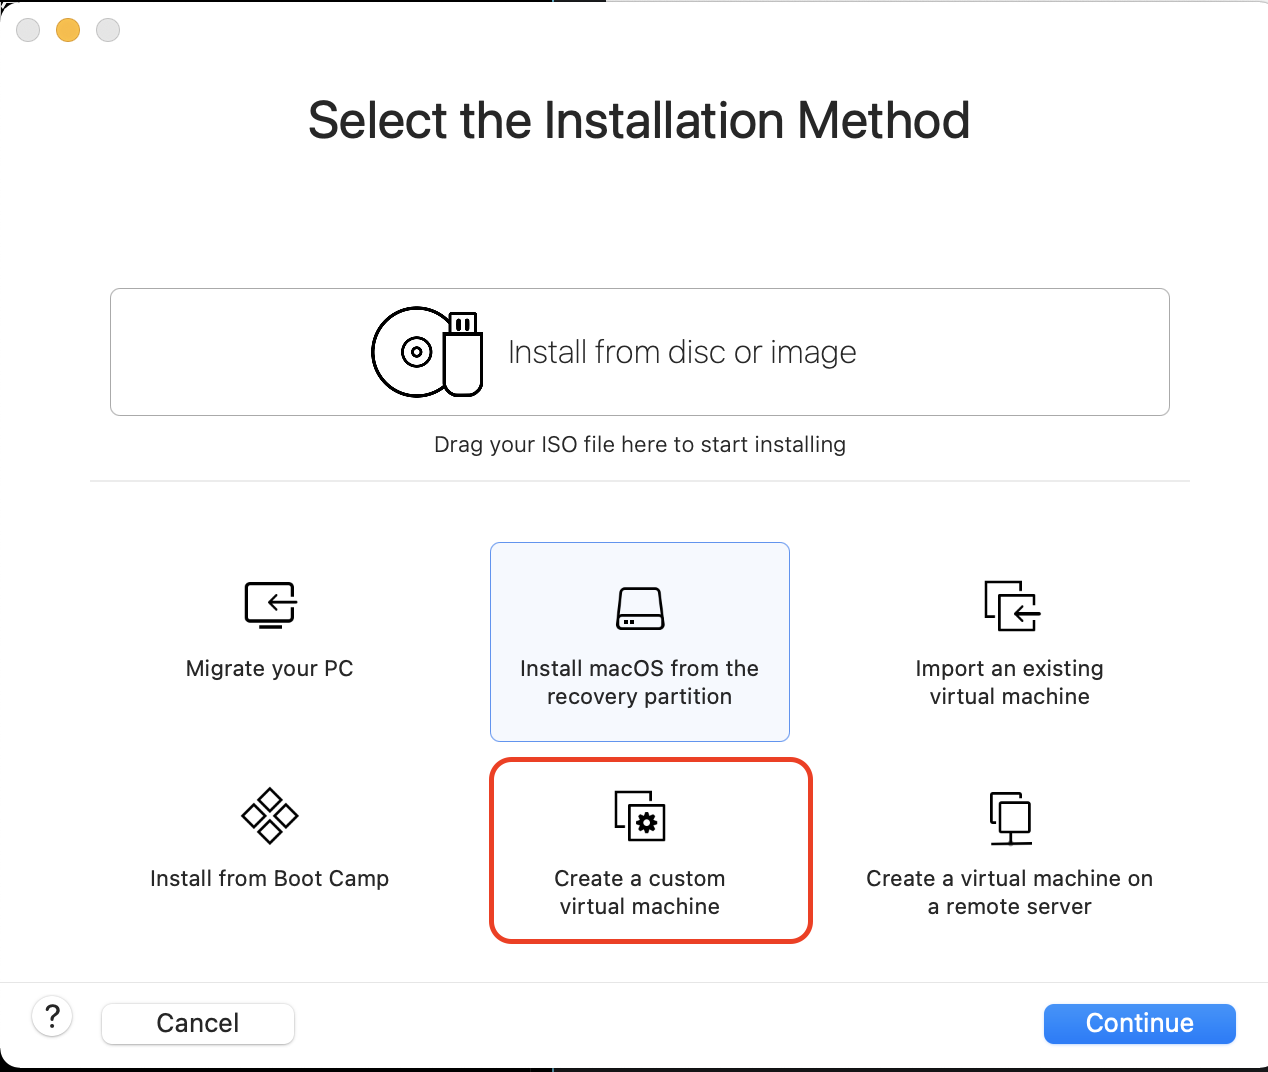 Select the Installation Method
Install from disc or image
Drag your ISO file here to start installing
Migrate your PC
Install macOS from the
recovery partition
Import an existing
virtual machine
Install from Boot Camp
Create a custom
virtual machine
Create a virtual machine on
a remote server
?
Cancel
Continue